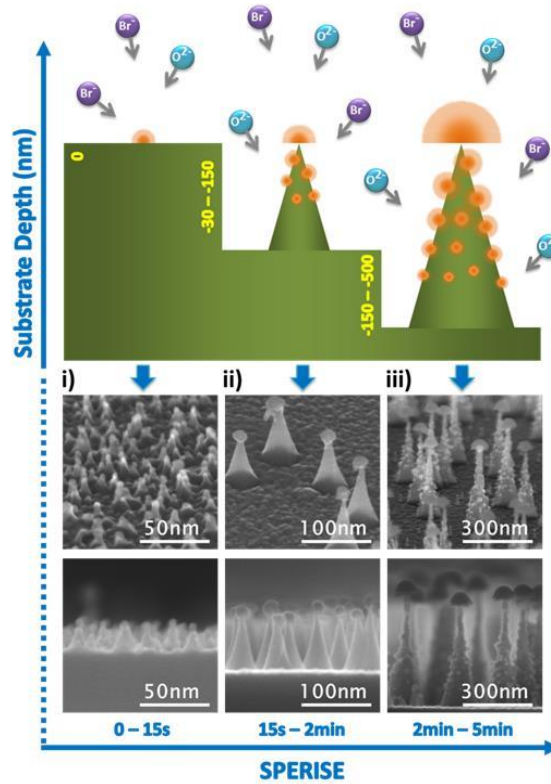 Br⁻
Br⁻
Br⁻
O²⁻
O²⁻
O²⁻
Br⁻
O²⁻
Br⁻
O²⁻
Br⁻
Substrate Depth (nm)
0
-30 – -150
-150 – -500
i)
ii)
iii)
50nm
100nm
300nm
50nm
100nm
300nm
0 – 15s
15s – 2min
2min – 5min
SPERISE